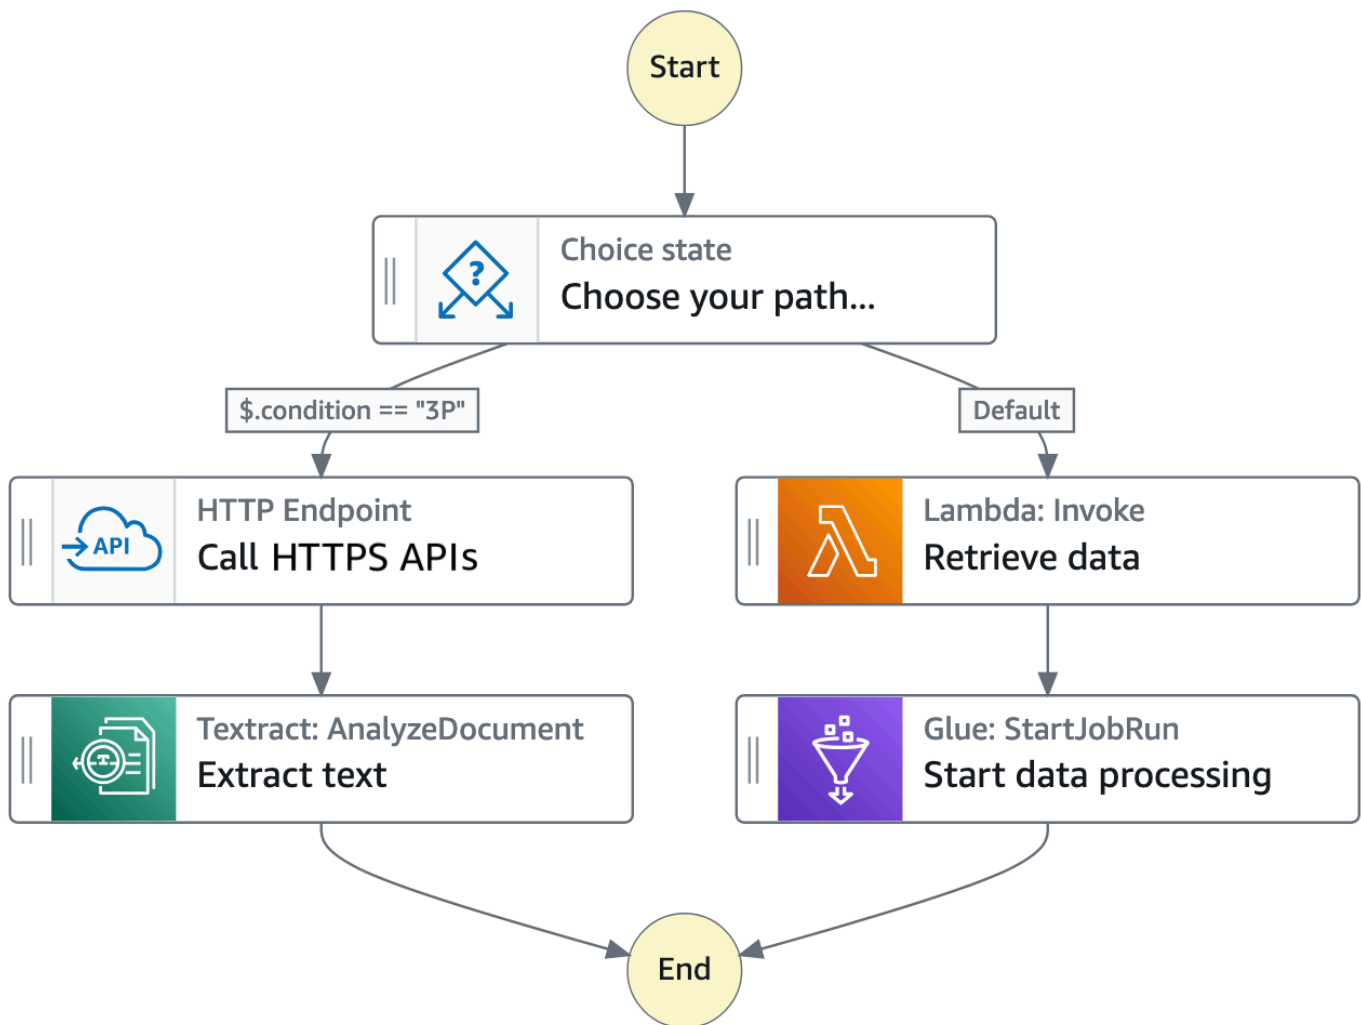 Start
?
Choice state
Choose your path...
$.condition == "3P"
Default
API
HTTP Endpoint
Call HTTPS APIs
Lambda: Invoke
Retrieve data
T
Textract: AnalyzeDocument
Extract text
Glue: StartJobRun
Start data processing
End